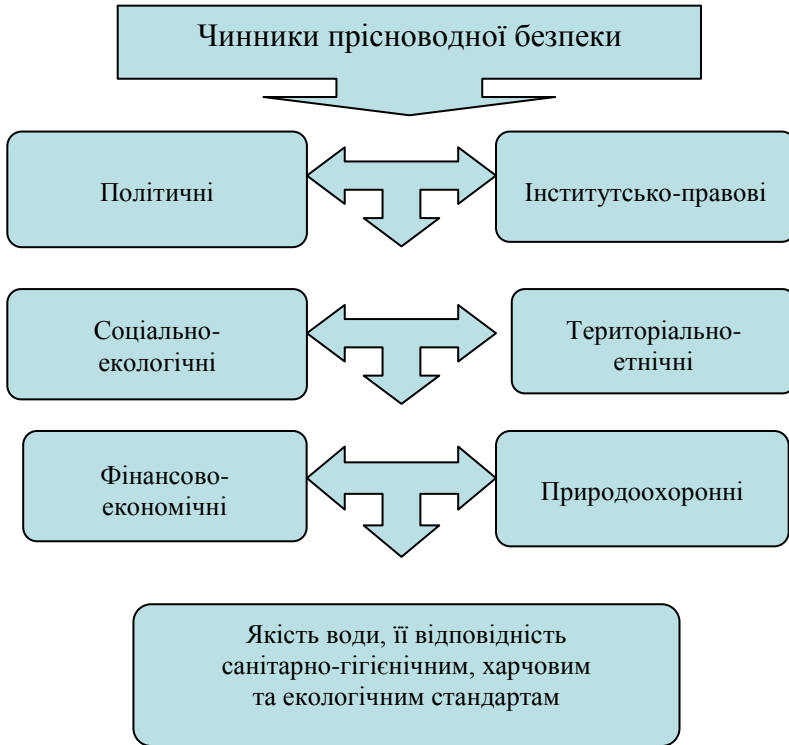 Чинники прісноводної безпеки
Політичні
Інститутсько-правові
Соціально-
екологічні
Територіально-
етнічні
Фінансово-
економічні
Природоохоронні
Якість води, її відповідність
санітарно-гігієнічним, харчовим
та екологічним стандартам